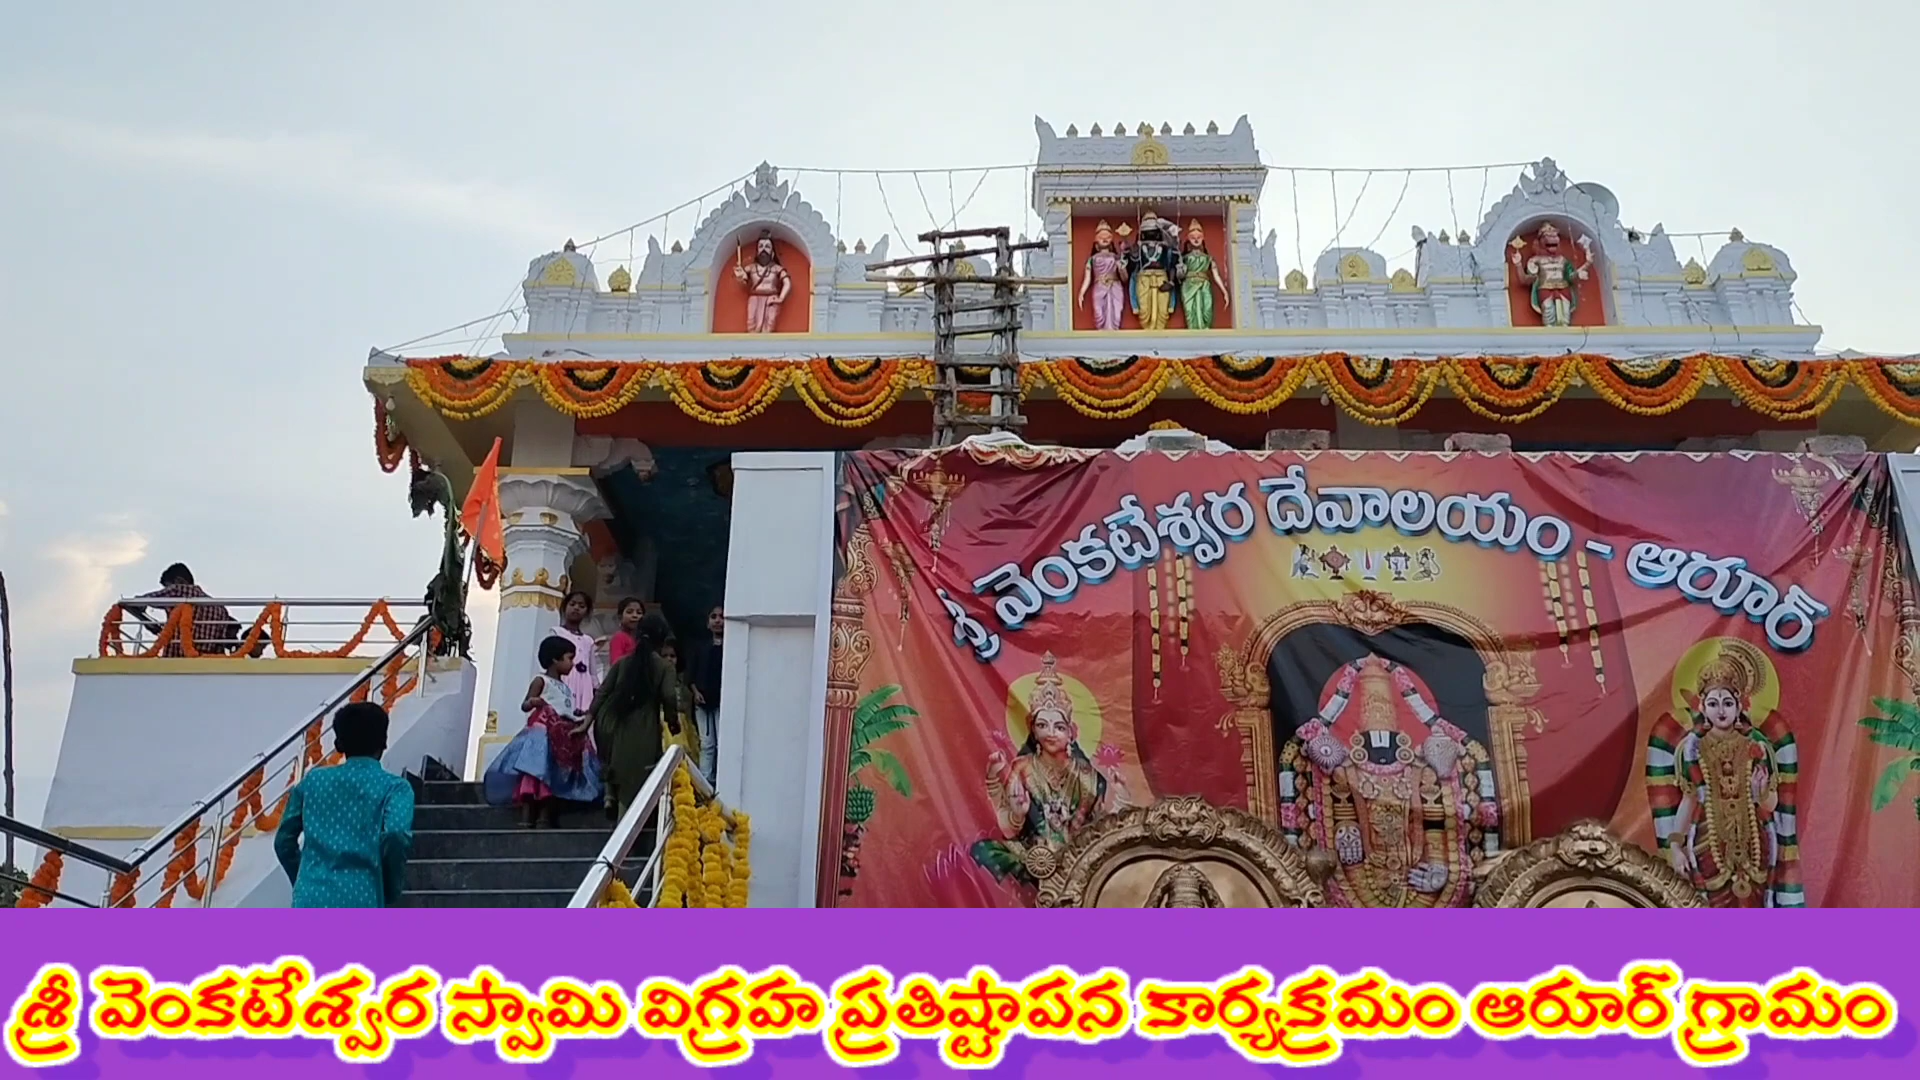 శ్రీ వెంకటేశ్వర దేవాలయం - ఆరూర్
శ్రీ వెంకటేశ్వర స్వామి విగ్రహ ప్రతిష్టాపన కార్యక్రమం ఆరూర్ గ్రామం